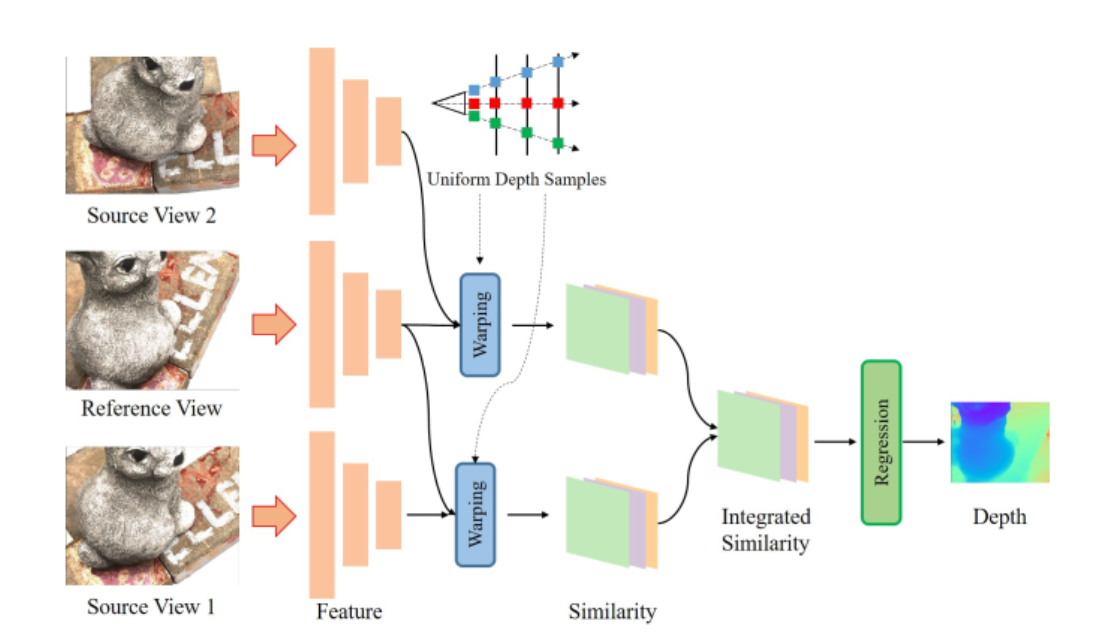 Uniform Depth Samples
Source View 2
Warping
Reference View
Regression
Warping
Integrated
Similarity
Depth
Source View 1
Feature
Similarity